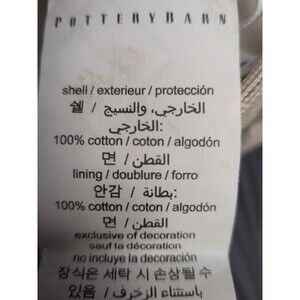 POTTERYBARN
shell / exterieur / protección
쉘 / الخارجي، والنسيج
الخارجي:
100% cotton / coton / algodón
면 / القطن
lining / doublure / forro
안감 / بطانة:
100% cotton / coton / algodón
면 / القطن
exclusive of decoration
sauf la décoration
no incluye la decoración
장식은 세탁 시 손상될 수
있음 / باستثناء الزخرف